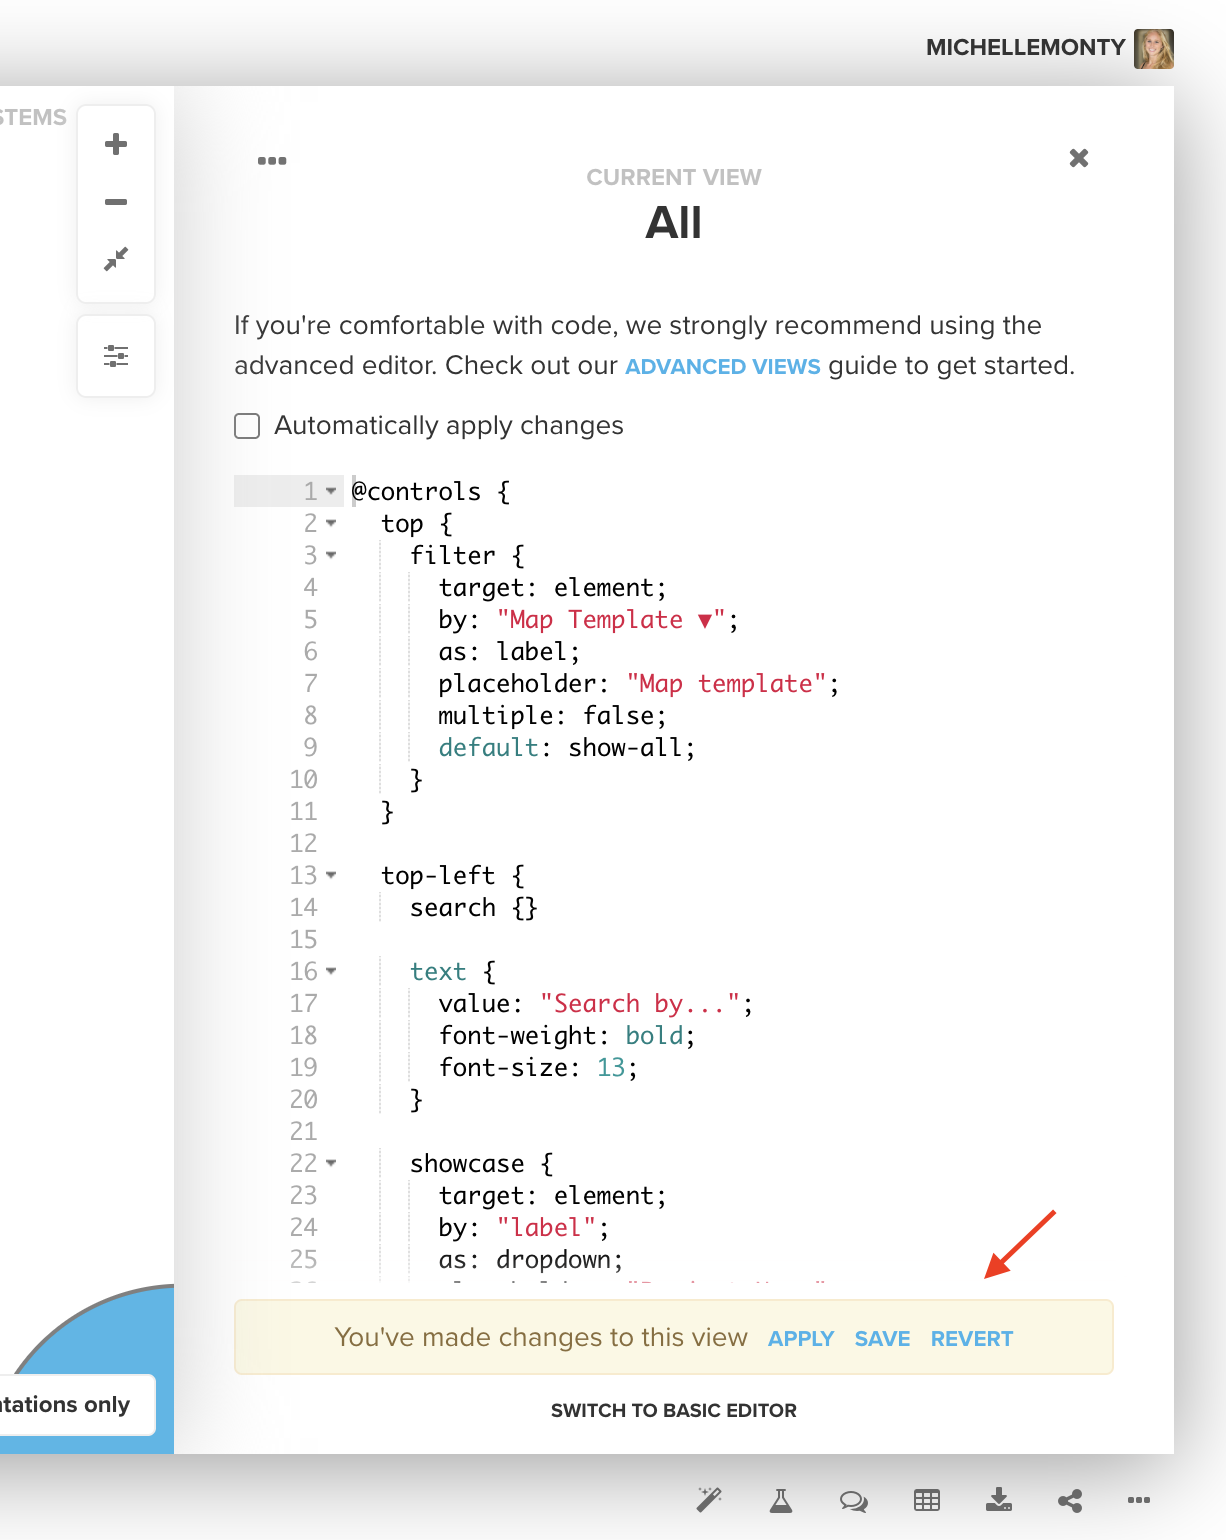 MICHELLEMONTY
STEMS
CURRENT VIEW
All
If you're comfortable with code, we strongly recommend using the
advanced editor. Check out our ADVANCED VIEWS guide to get started.
Automatically apply changes
1 @controls {
2 top {
3 filter {
4 target: element;
5 by: "Map Template ▼";
6 as: label;
7 placeholder: "Map template";
8 multiple: false;
9 default: show-all;
10 }
11 }
12
13 top-left {
14 search {}
15
16 text {
17 value: "Search by...";
18 font-weight: bold;
19 font-size: 13;
20 }
21
22 showcase {
23 target: element;
24 by: "label";
25 as: dropdown;
You've made changes to this view APPLY SAVE REVERT
ntations only
SWITCH TO BASIC EDITOR